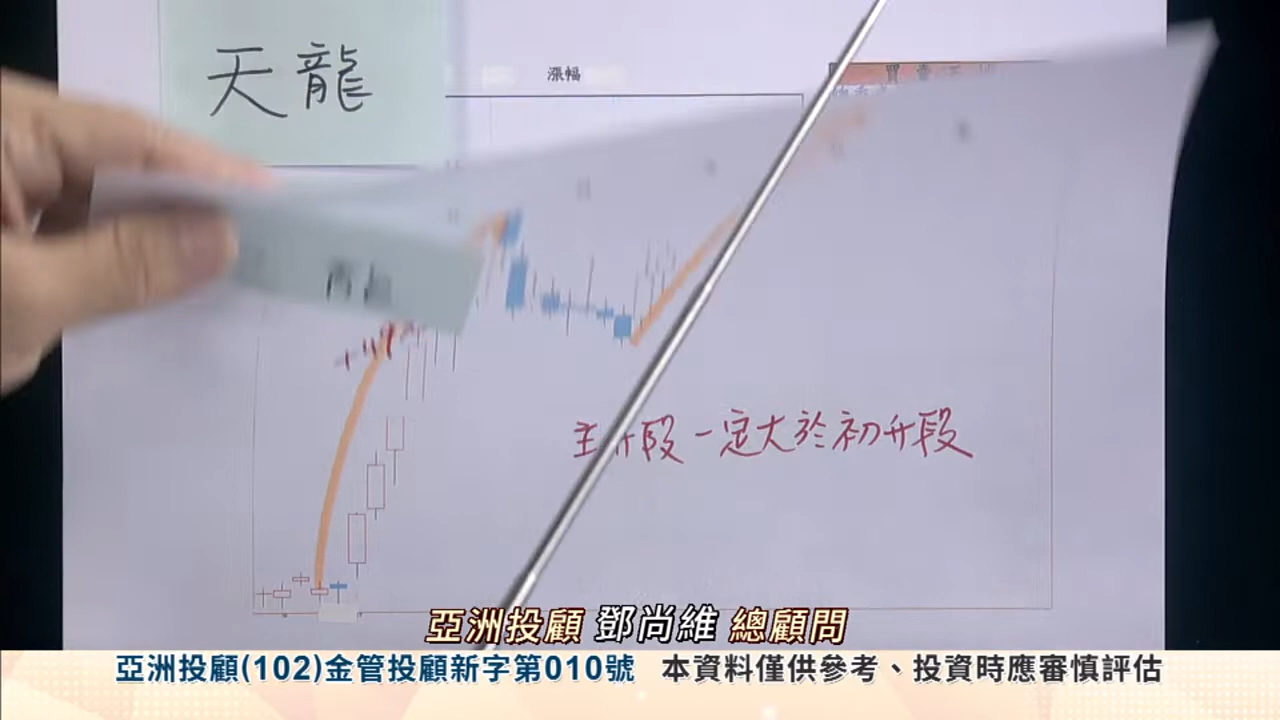 天龍
漲幅
買賣
主升段一定大於初升段
亞洲投顧 鄧尚維 總顧問
亞洲投顧(102)金管投顧新字第010號 本資料僅供參考、投資時應審慎評估